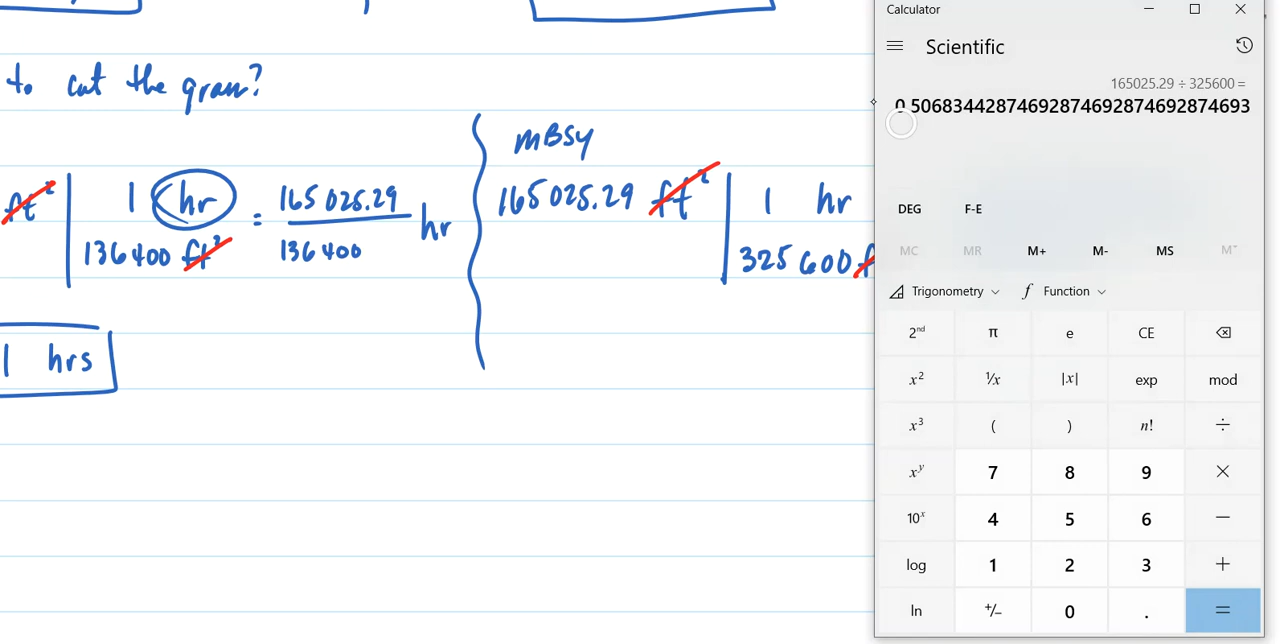 to cut the grass?
ft² | 1 hr = 165025.29 hr
136400 ft² 136400
1 hrs
MBSY
165025.29 ft² | 1 hr
325600 f
Calculator
Scientific
165025.29 ÷ 325600 =
0.50683442874692874692874692874693
DEG F-E
MC MR M+ M- MS M˅
Trigonometry Function
2ⁿᵈ π e CE
x² ¹/x |x| exp mod
x³ ( ) n! ÷
xʸ 7 8 9 ×
10ˣ 4 5 6 −
log 1 2 3 +
ln +/− 0 . =